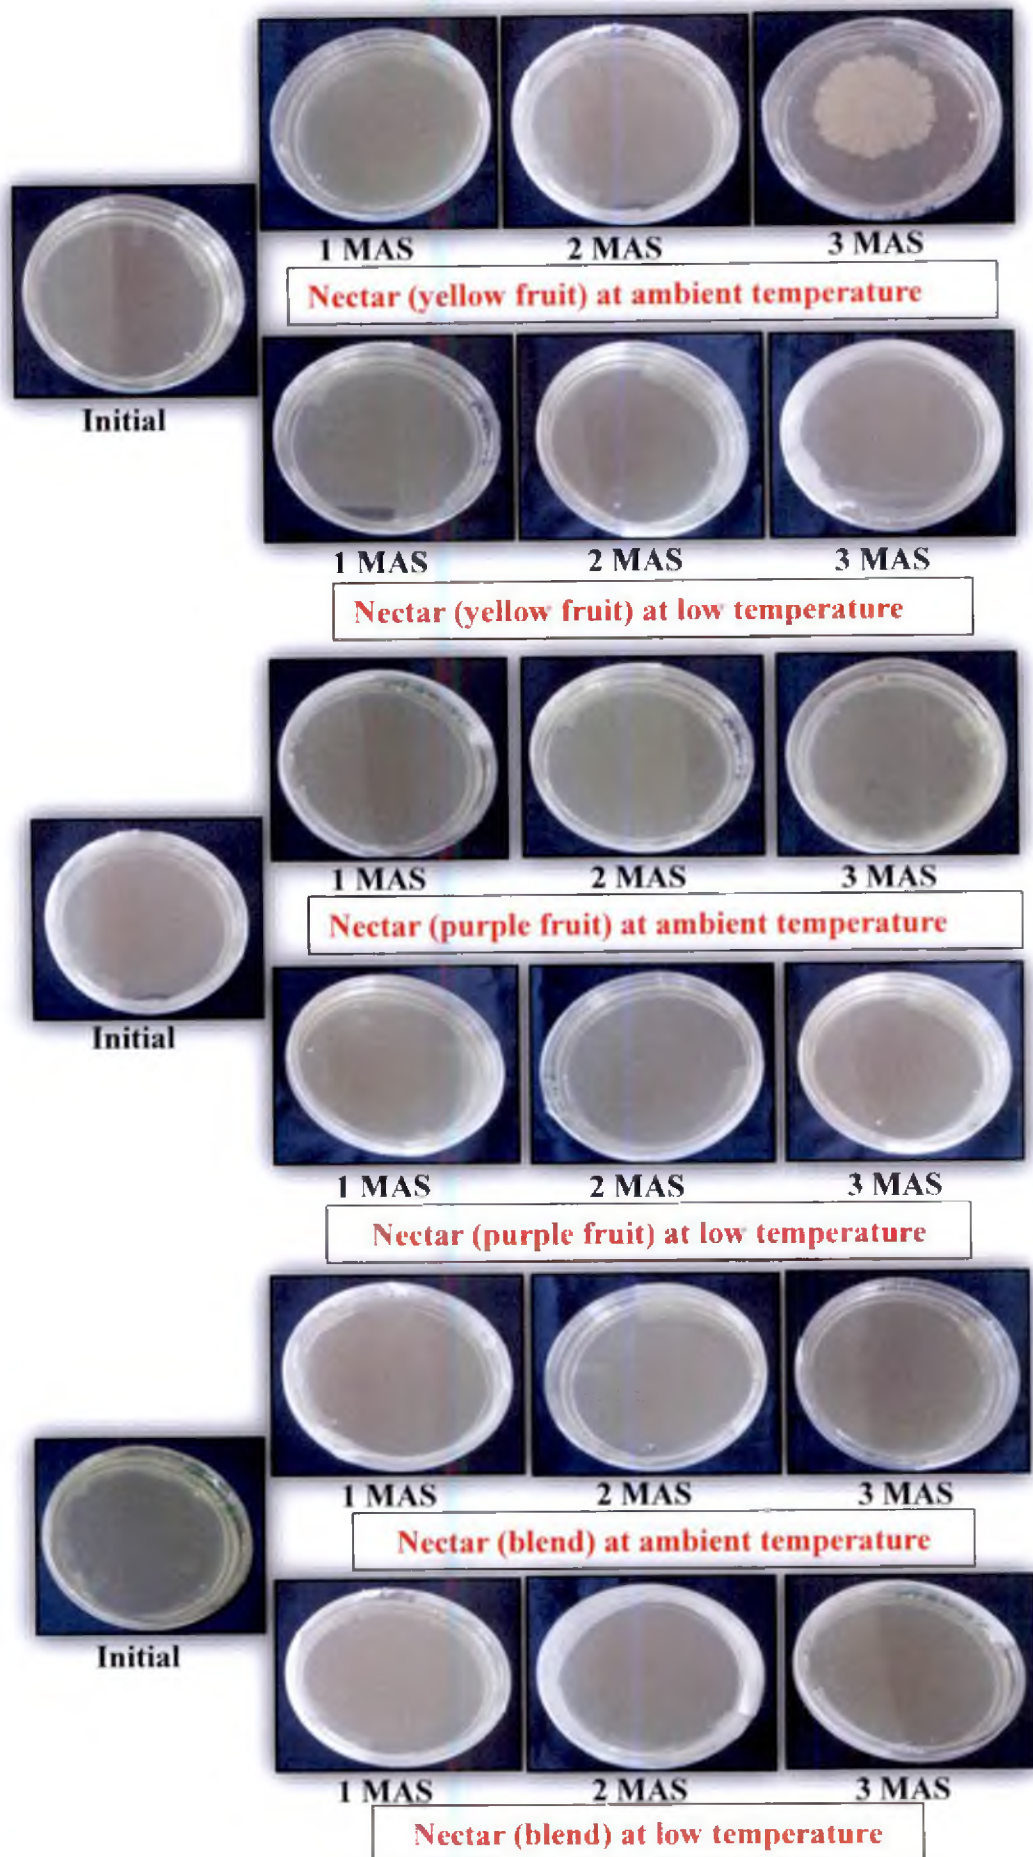 1 MAS 2 MAS 3 MAS
Nectar (yellow fruit) at ambient temperature
Initial
1 MAS 2 MAS 3 MAS
Nectar (yellow fruit) at low temperature
1 MAS 2 MAS 3 MAS
Nectar (purple fruit) at ambient temperature
Initial
1 MAS 2 MAS 3 MAS
Nectar (purple fruit) at low temperature
1 MAS 2 MAS 3 MAS
Nectar (blend) at ambient temperature
Initial
1 MAS 2 MAS 3 MAS
Nectar (blend) at low temperature